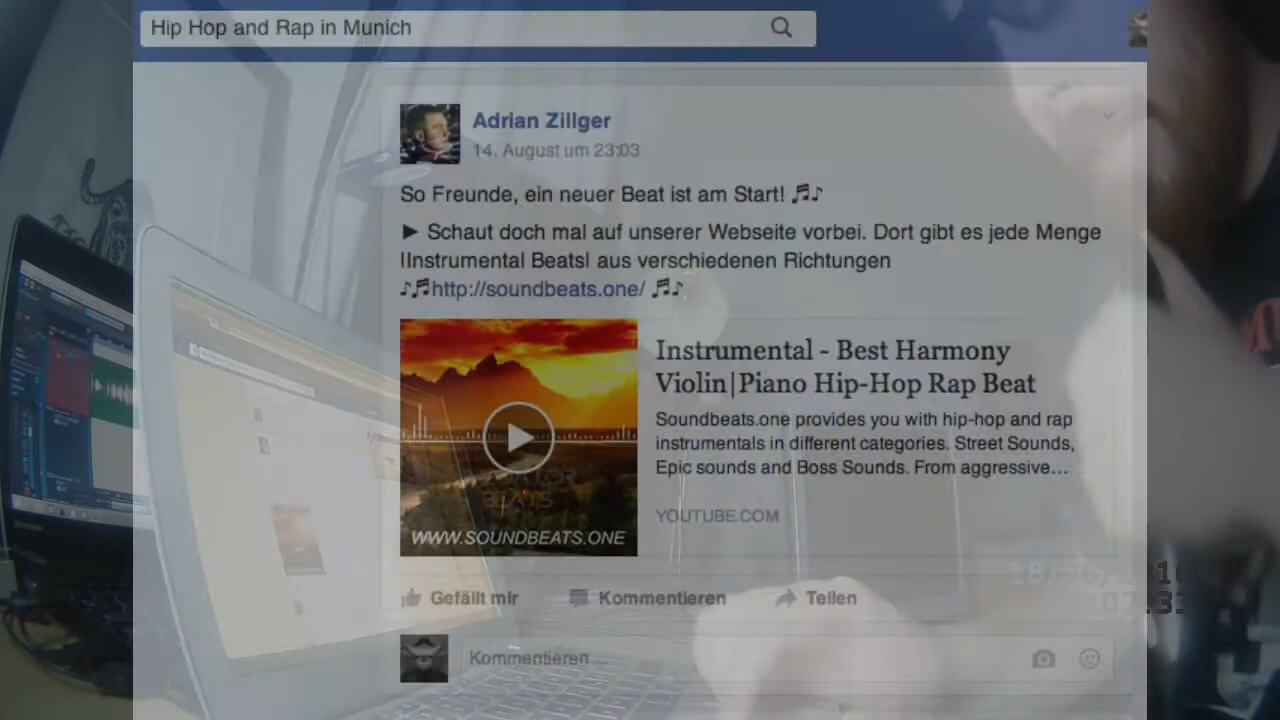 Hip Hop and Rap in Munich
Adrian Zillger
14. August um 23:03
So Freunde, ein neuer Beat ist am Start! 🎵♪
► Schaut doch mal auf unserer Webseite vorbei. Dort gibt es jede Menge
|Instrumental Beats| aus verschiedenen Richtungen
♪🎵http://soundbeats.one/ 🎵♪
Instrumental - Best Harmony
Violin|Piano Hip-Hop Rap Beat
Soundbeats.one provides you with hip-hop and rap
instrumentals in different categories. Street Sounds,
Epic sounds and Boss Sounds. From aggressive...
WWW.SOUNDBEATS.ONE
YOUTUBE.COM
Gefällt mir Kommentieren Teilen
Kommentieren ...